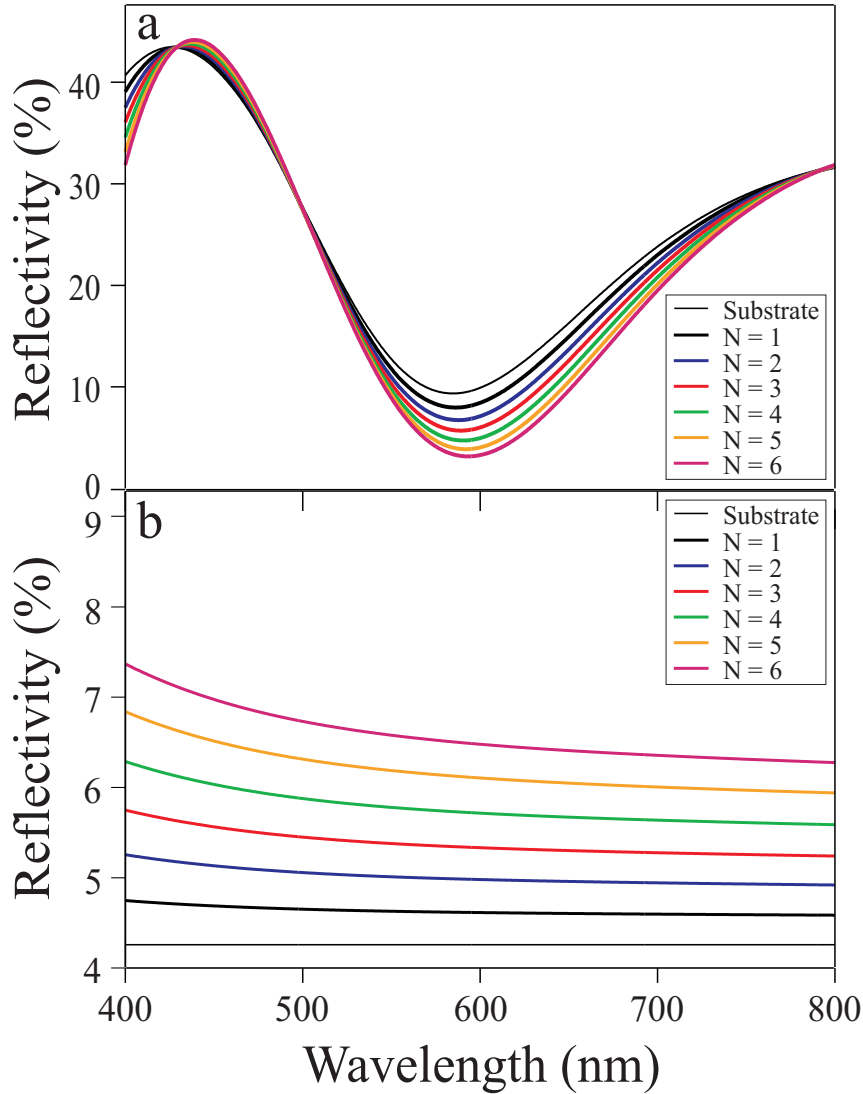 a
Reflectivity (%)
40
30
20
10
0
Substrate
N = 1
N = 2
N = 3
N = 4
N = 5
N = 6
b
Reflectivity (%)
9
8
7
6
5
4
Substrate
N = 1
N = 2
N = 3
N = 4
N = 5
N = 6
400 500 600 700 800
Wavelength (nm)